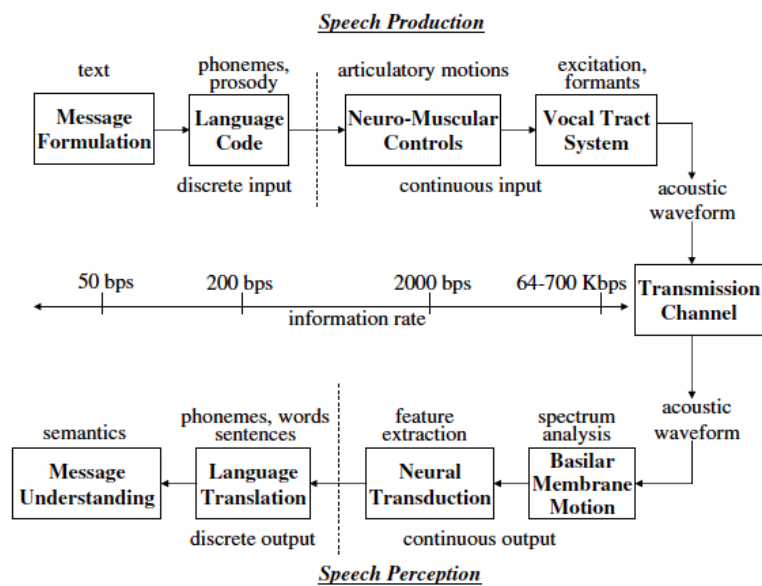 Speech Production
text
phonemes,
prosody
articulatory motions
excitation,
formants
Message
Formulation
Language
Code
Neuro-Muscular
Controls
Vocal Tract
System
discrete input
continuous input
acoustic
waveform
50 bps
200 bps
2000 bps
64-700 Kbps
information rate
Transmission
Channel
acoustic
waveform
semantics
phonemes, words
sentences
feature
extraction
spectrum
analysis
Message
Understanding
Language
Translation
Neural
Transduction
Basilar
Membrane
Motion
discrete output
continuous output
Speech Perception